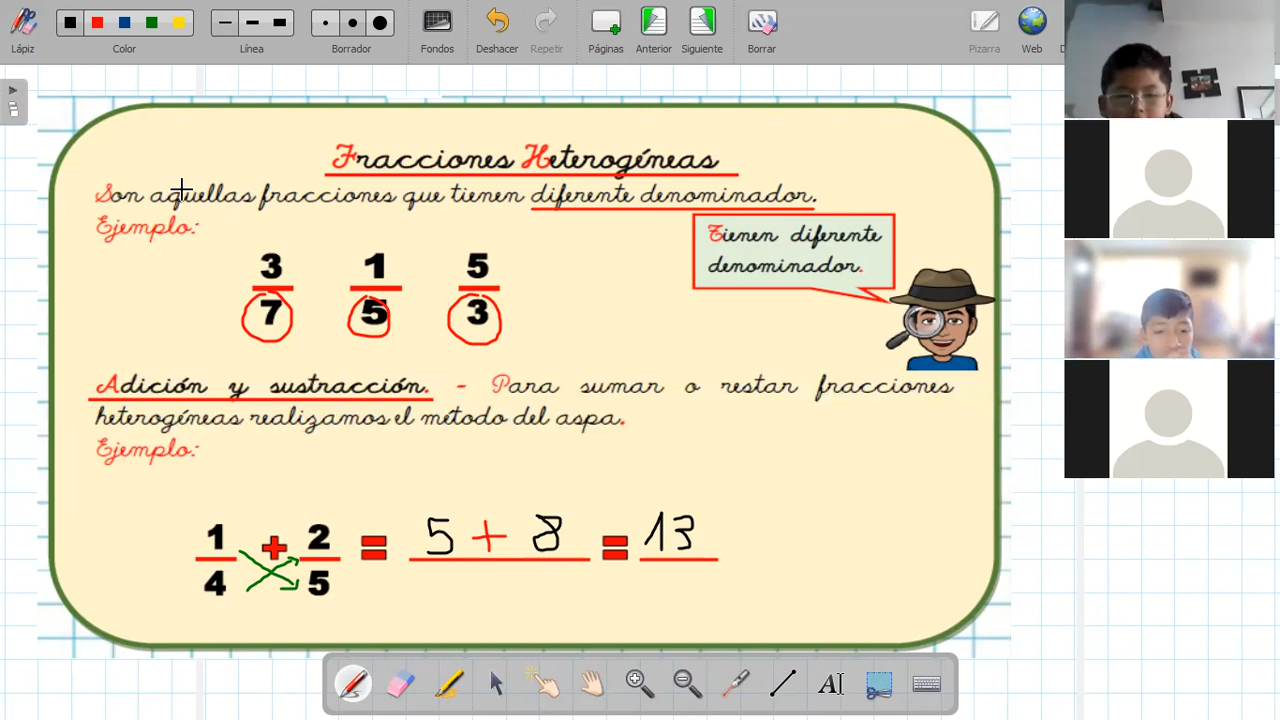 Lápiz Color Línea Borrador Fondos Deshacer Repetir Páginas Anterior Siguiente Borrar Pizarra Web
Fracciones Heterogéneas
Son aquellas fracciones que tienen diferente denominador.
Ejemplo:
Tienen diferente
denominador.
3 1 5
7 5 3
Adición y sustracción. - Para sumar o restar fracciones
heterogéneas realizamos el método del aspa.
Ejemplo:
1 + 2 = 5 + 8 = 13
4 5
AI